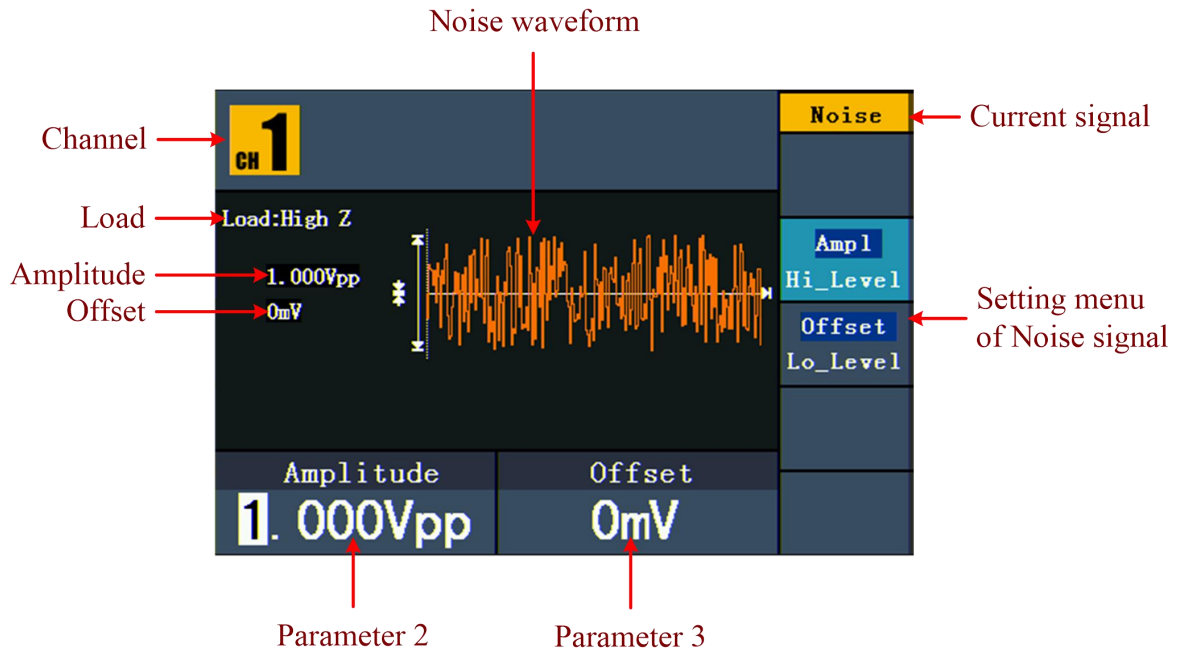 Noise waveform
Channel
CH 1
Noise
Current signal
Load
Load:High Z
Ampl
Hi_Level
Amplitude
1.000Vpp
Offset
0mV
Offset
Lo_Level
Setting menu
of Noise signal
Amplitude
Offset
1.000Vpp
0mV
Parameter 2
Parameter 3